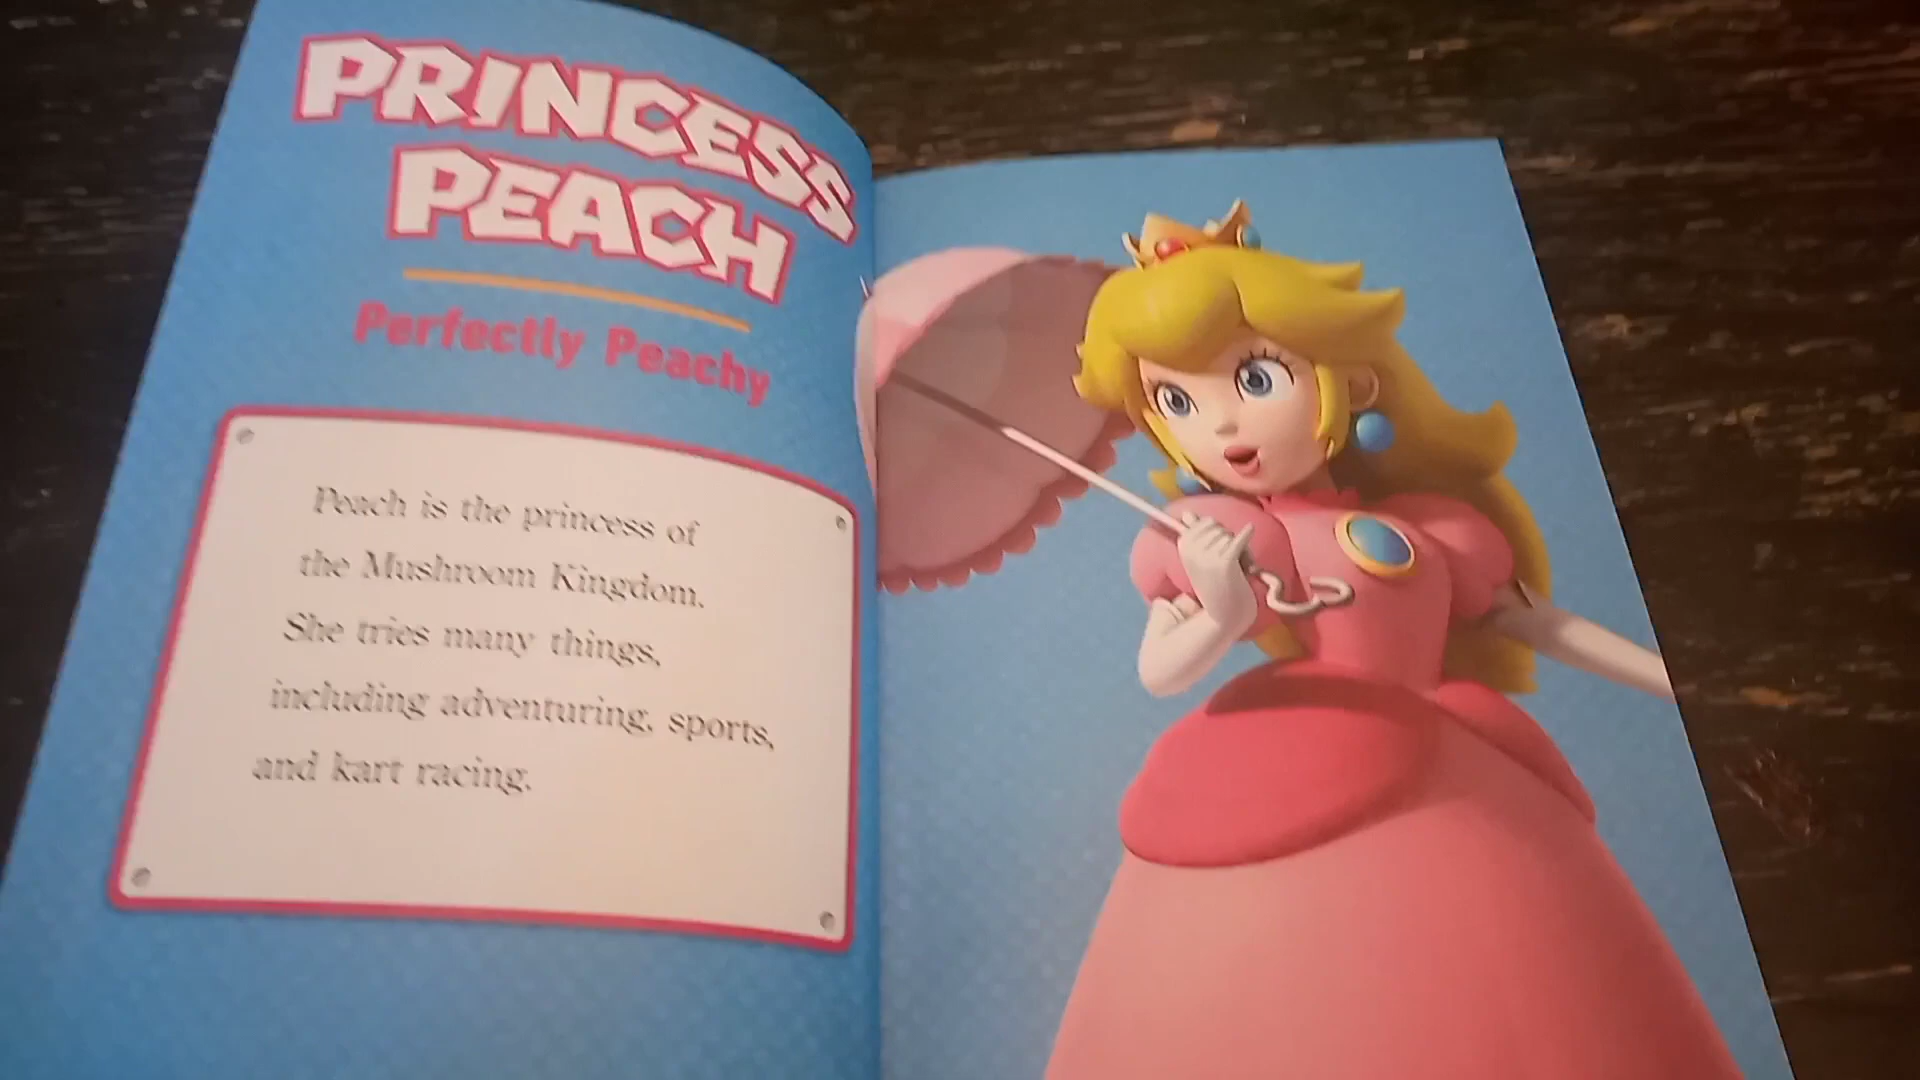 PRINCESS
PEACH
Perfectly Peachy
Peach is the princess of
the Mushroom Kingdom.
She tries many things,
including adventuring, sports,
and kart racing.